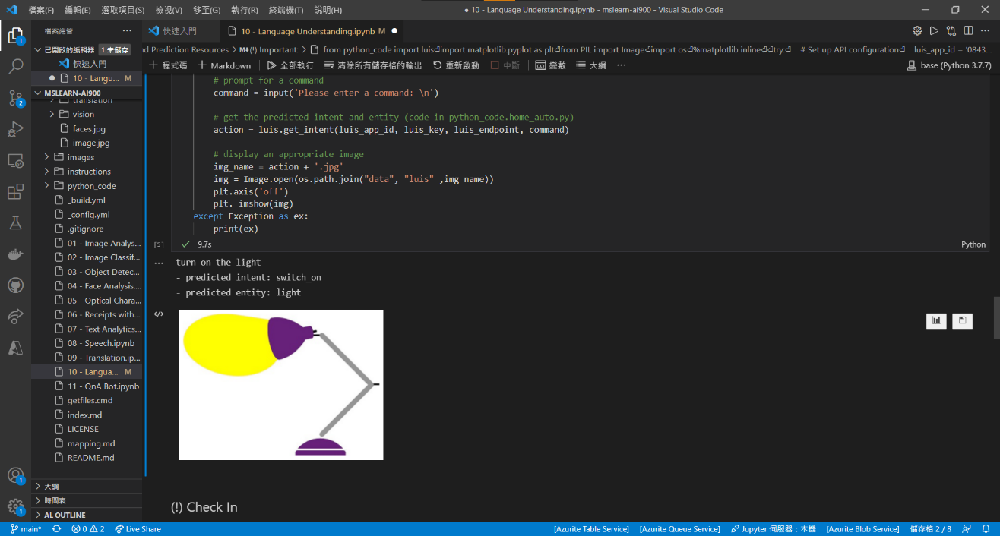 檔案(F) 編輯(E) 選取項目(S) 檢視(V) 移至(G) 執行(R) 終端機(T) 說明(H)
● 10 - Language Understanding.ipynb - mslearn-ai900 - Visual Studio Code
檔案總管 ···
已開啟的編輯器 1 未儲存
快速入門
● 10 - Langu... M
MSLEARN-AI900
translation
vision
faces.jpg
image.jpg
images
instructions
python_code
_build.yml
_config.yml
.gitignore
01 - Image Analys...
02 - Image Classif...
03 - Object Detec...
04 - Face Analysis....
05 - Optical Chara...
06 - Receipts with...
07 - Text Analytics...
08 - Speech.ipynb
09 - Translation.ip...
10 - Langua... M
11 - QnA Bot.ipynb
getfiles.cmd
index.md
LICENSE
mapping.md
README.md
大綱
時間表
AL OUTLINE
快速入門
10 - Language Understanding.ipynb M ●
nd Prediction Resources > M↓(!) Important: > from python_code import luis⏎import matplotlib.pyplot as plt⏎from PIL import Image⏎import os⏎%matplotlib inline⏎⏎try:⏎ # Set up API configuration⏎ luis_app_id = '0843...
+ 程式碼 + Markdown 全部執行 清除所有儲存格的輸出 重新啟動 中斷 變數 大綱 ··· base (Python 3.7.7)
# prompt for a command
command = input('Please enter a command: \n')
# get the predicted intent and entity (code in python_code.home_auto.py)
action = luis.get_intent(luis_app_id, luis_key, luis_endpoint, command)
# display an appropriate image
img_name = action + '.jpg'
img = Image.open(os.path.join("data", "luis" ,img_name))
plt.axis('off')
plt. imshow(img)
except Exception as ex:
print(ex)
[5] 9.7s Python
turn on the light
- predicted intent: switch_on
- predicted entity: light
(!) Check In
1
2
1
1
main* 0 2 Live Share [Azurite Table Service] [Azurite Queue Service] Jupyter 伺服器：本機 [Azurite Blob Service] 儲存格 2 / 8